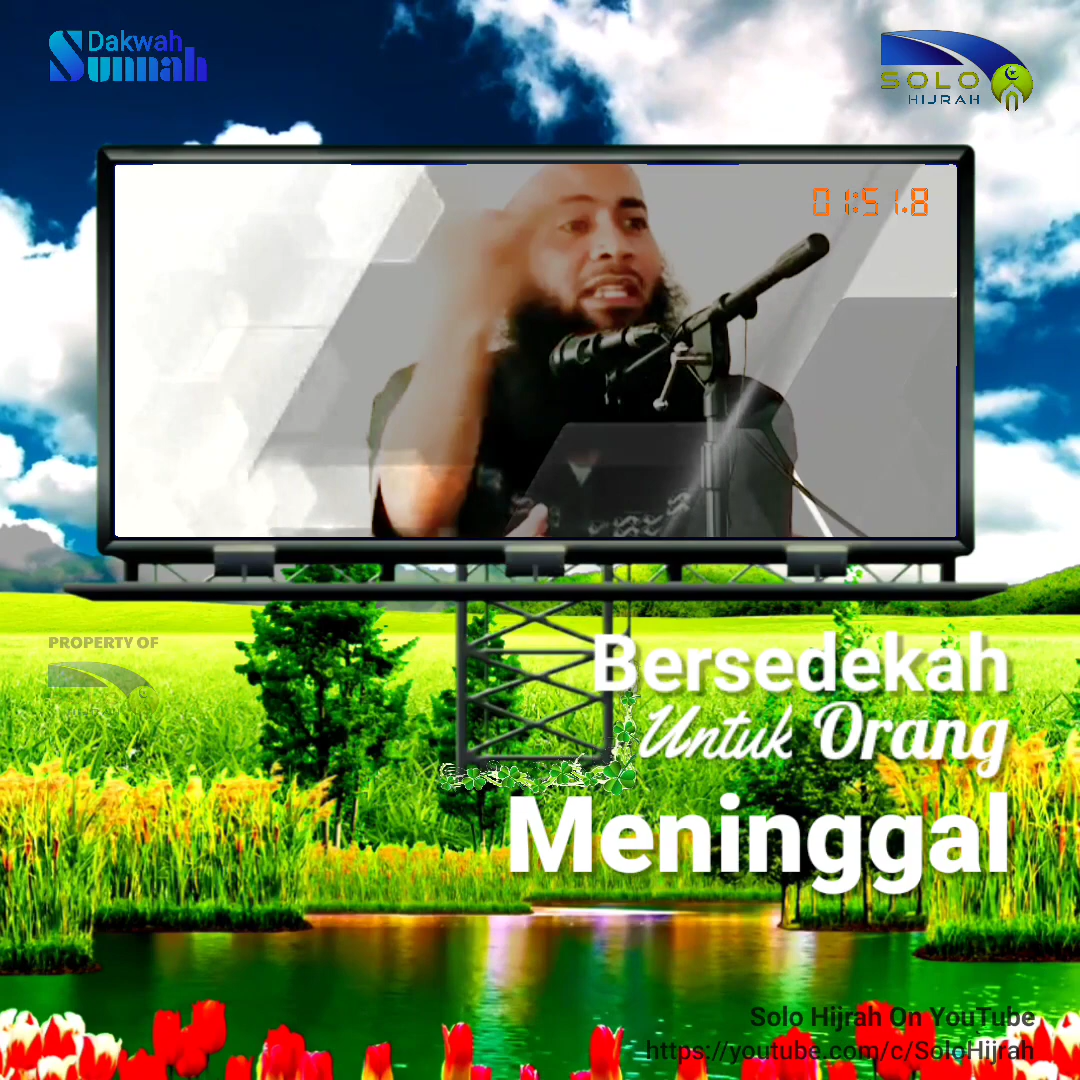 Dakwah
Sunnah
SOLO
HIJRAH
01:51.8
PROPERTY OF
Bersedekah
Untuk Orang
Meninggal
Solo Hijrah On YouTube
https://youtube.com/c/SoloHijrah